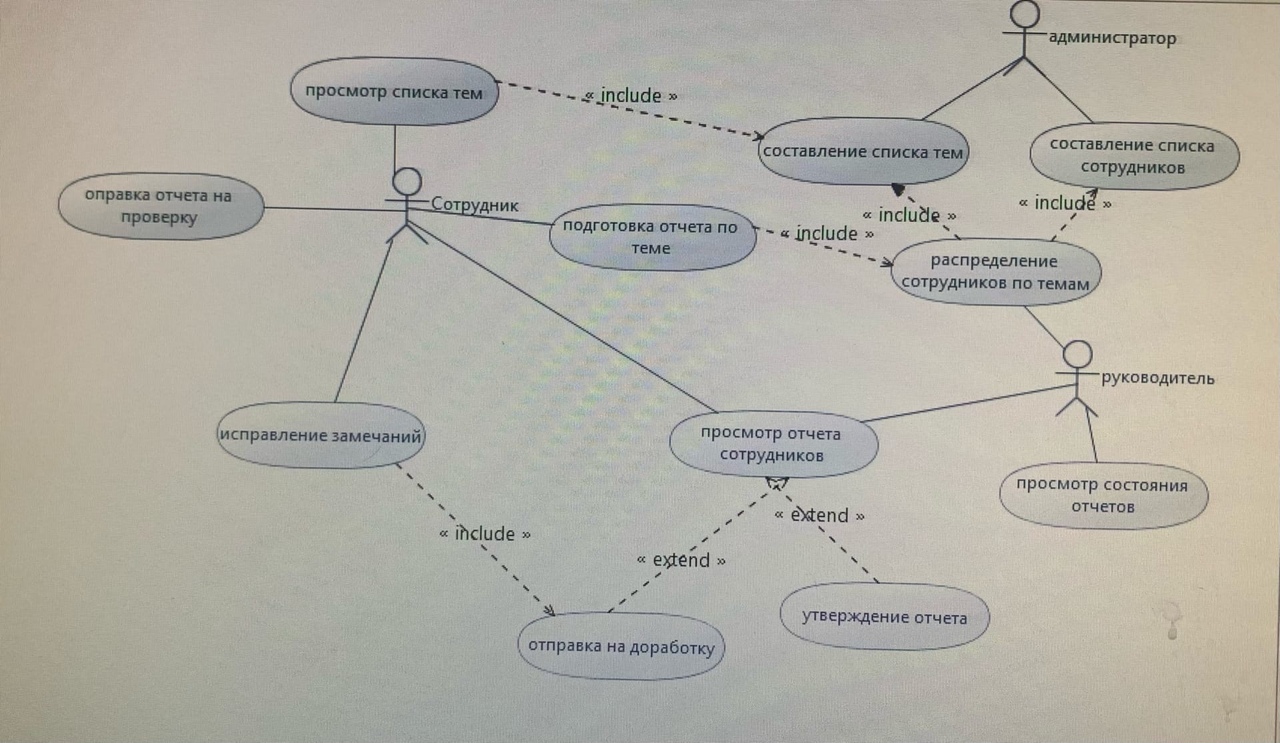 администратор
просмотр списка тем
« include »
составление списка тем
составление списка
сотрудников
оправка отчета на
проверку
Сотрудник
подготовка отчета по
теме
« include »
« include »
« include »
распределение
сотрудников по темам
руководитель
исправление замечаний
просмотр отчета
сотрудников
просмотр состояния
отчетов
« include »
« extend »
« extend »
отправка на доработку
утверждение отчета